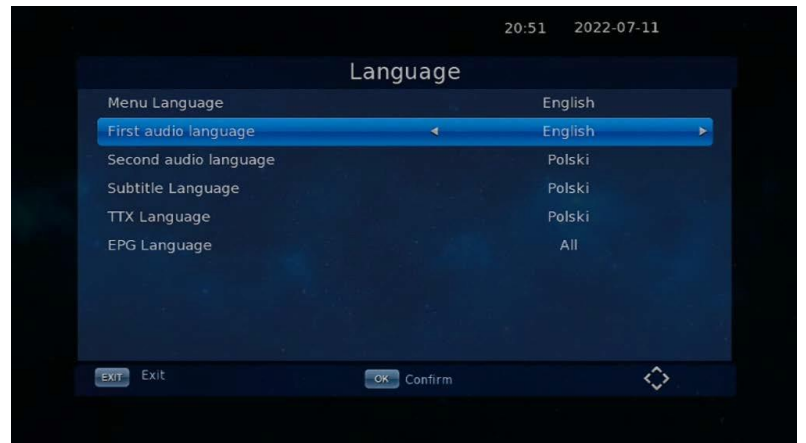 20:51 2022-07-11
Language
Menu Language English
First audio language English
Second audio language Polski
Subtitle Language Polski
TTX Language Polski
EPG Language All
EXIT Exit OK Confirm